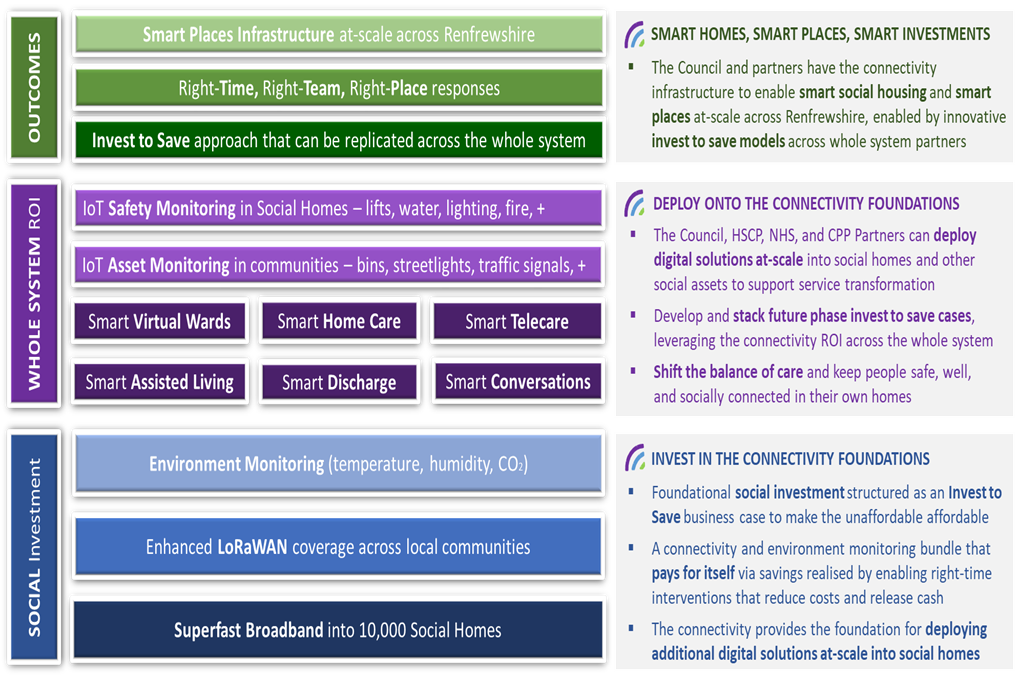 OUTCOMES
Smart Places Infrastructure at-scale across Renfrewshire
Right-Time, Right-Team, Right-Place responses
Invest to Save approach that can be replicated across the whole system
SMART HOMES, SMART PLACES, SMART INVESTMENTS
▪ The Council and partners have the connectivity
infrastructure to enable smart social housing and smart
places at-scale across Renfrewshire, enabled by innovative
invest to save models across whole system partners
WHOLE SYSTEM ROI
IoT Safety Monitoring in Social Homes – lifts, water, lighting, fire, +
IoT Asset Monitoring in communities – bins, streetlights, traffic signals, +
Smart Virtual Wards
Smart Home Care
Smart Telecare
Smart Assisted Living
Smart Discharge
Smart Conversations
DEPLOY ONTO THE CONNECTIVITY FOUNDATIONS
▪ The Council, HSCP, NHS, and CPP Partners can deploy
digital solutions at-scale into social homes and other
social assets to support service transformation
▪ Develop and stack future phase invest to save cases,
leveraging the connectivity ROI across the whole system
▪ Shift the balance of care and keep people safe, well,
and socially connected in their own homes
SOCIAL Investment
Environment Monitoring (temperature, humidity, CO2)
Enhanced LoRaWAN coverage across local communities
Superfast Broadband into 10,000 Social Homes
INVEST IN THE CONNECTIVITY FOUNDATIONS
▪ Foundational social investment structured as an Invest to
Save business case to make the unaffordable affordable
▪ A connectivity and environment monitoring bundle that
pays for itself via savings realised by enabling right-time
interventions that reduce costs and release cash
▪ The connectivity provides the foundation for deploying
additional digital solutions at-scale into social homes